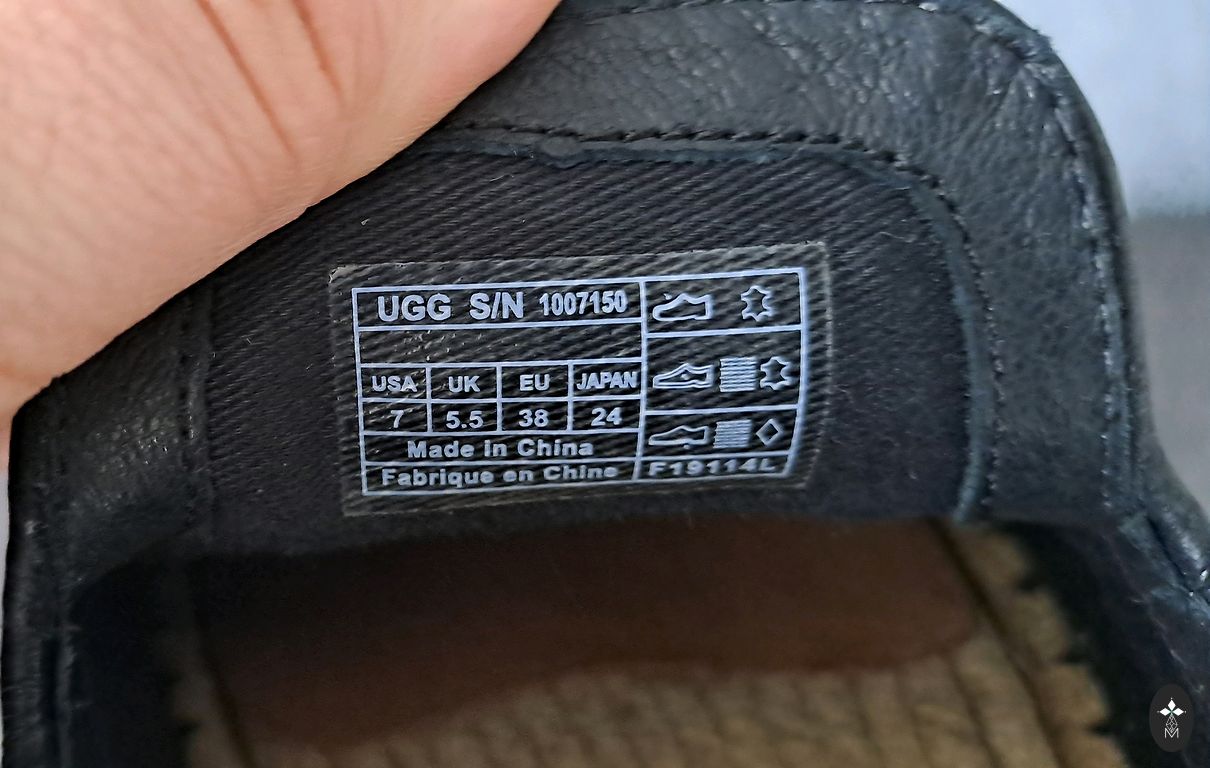 UGG S/N 1007150
USA UK EU JAPAN
7 5.5 38 24
Made in China
Fabrique en Chine F19114L
M